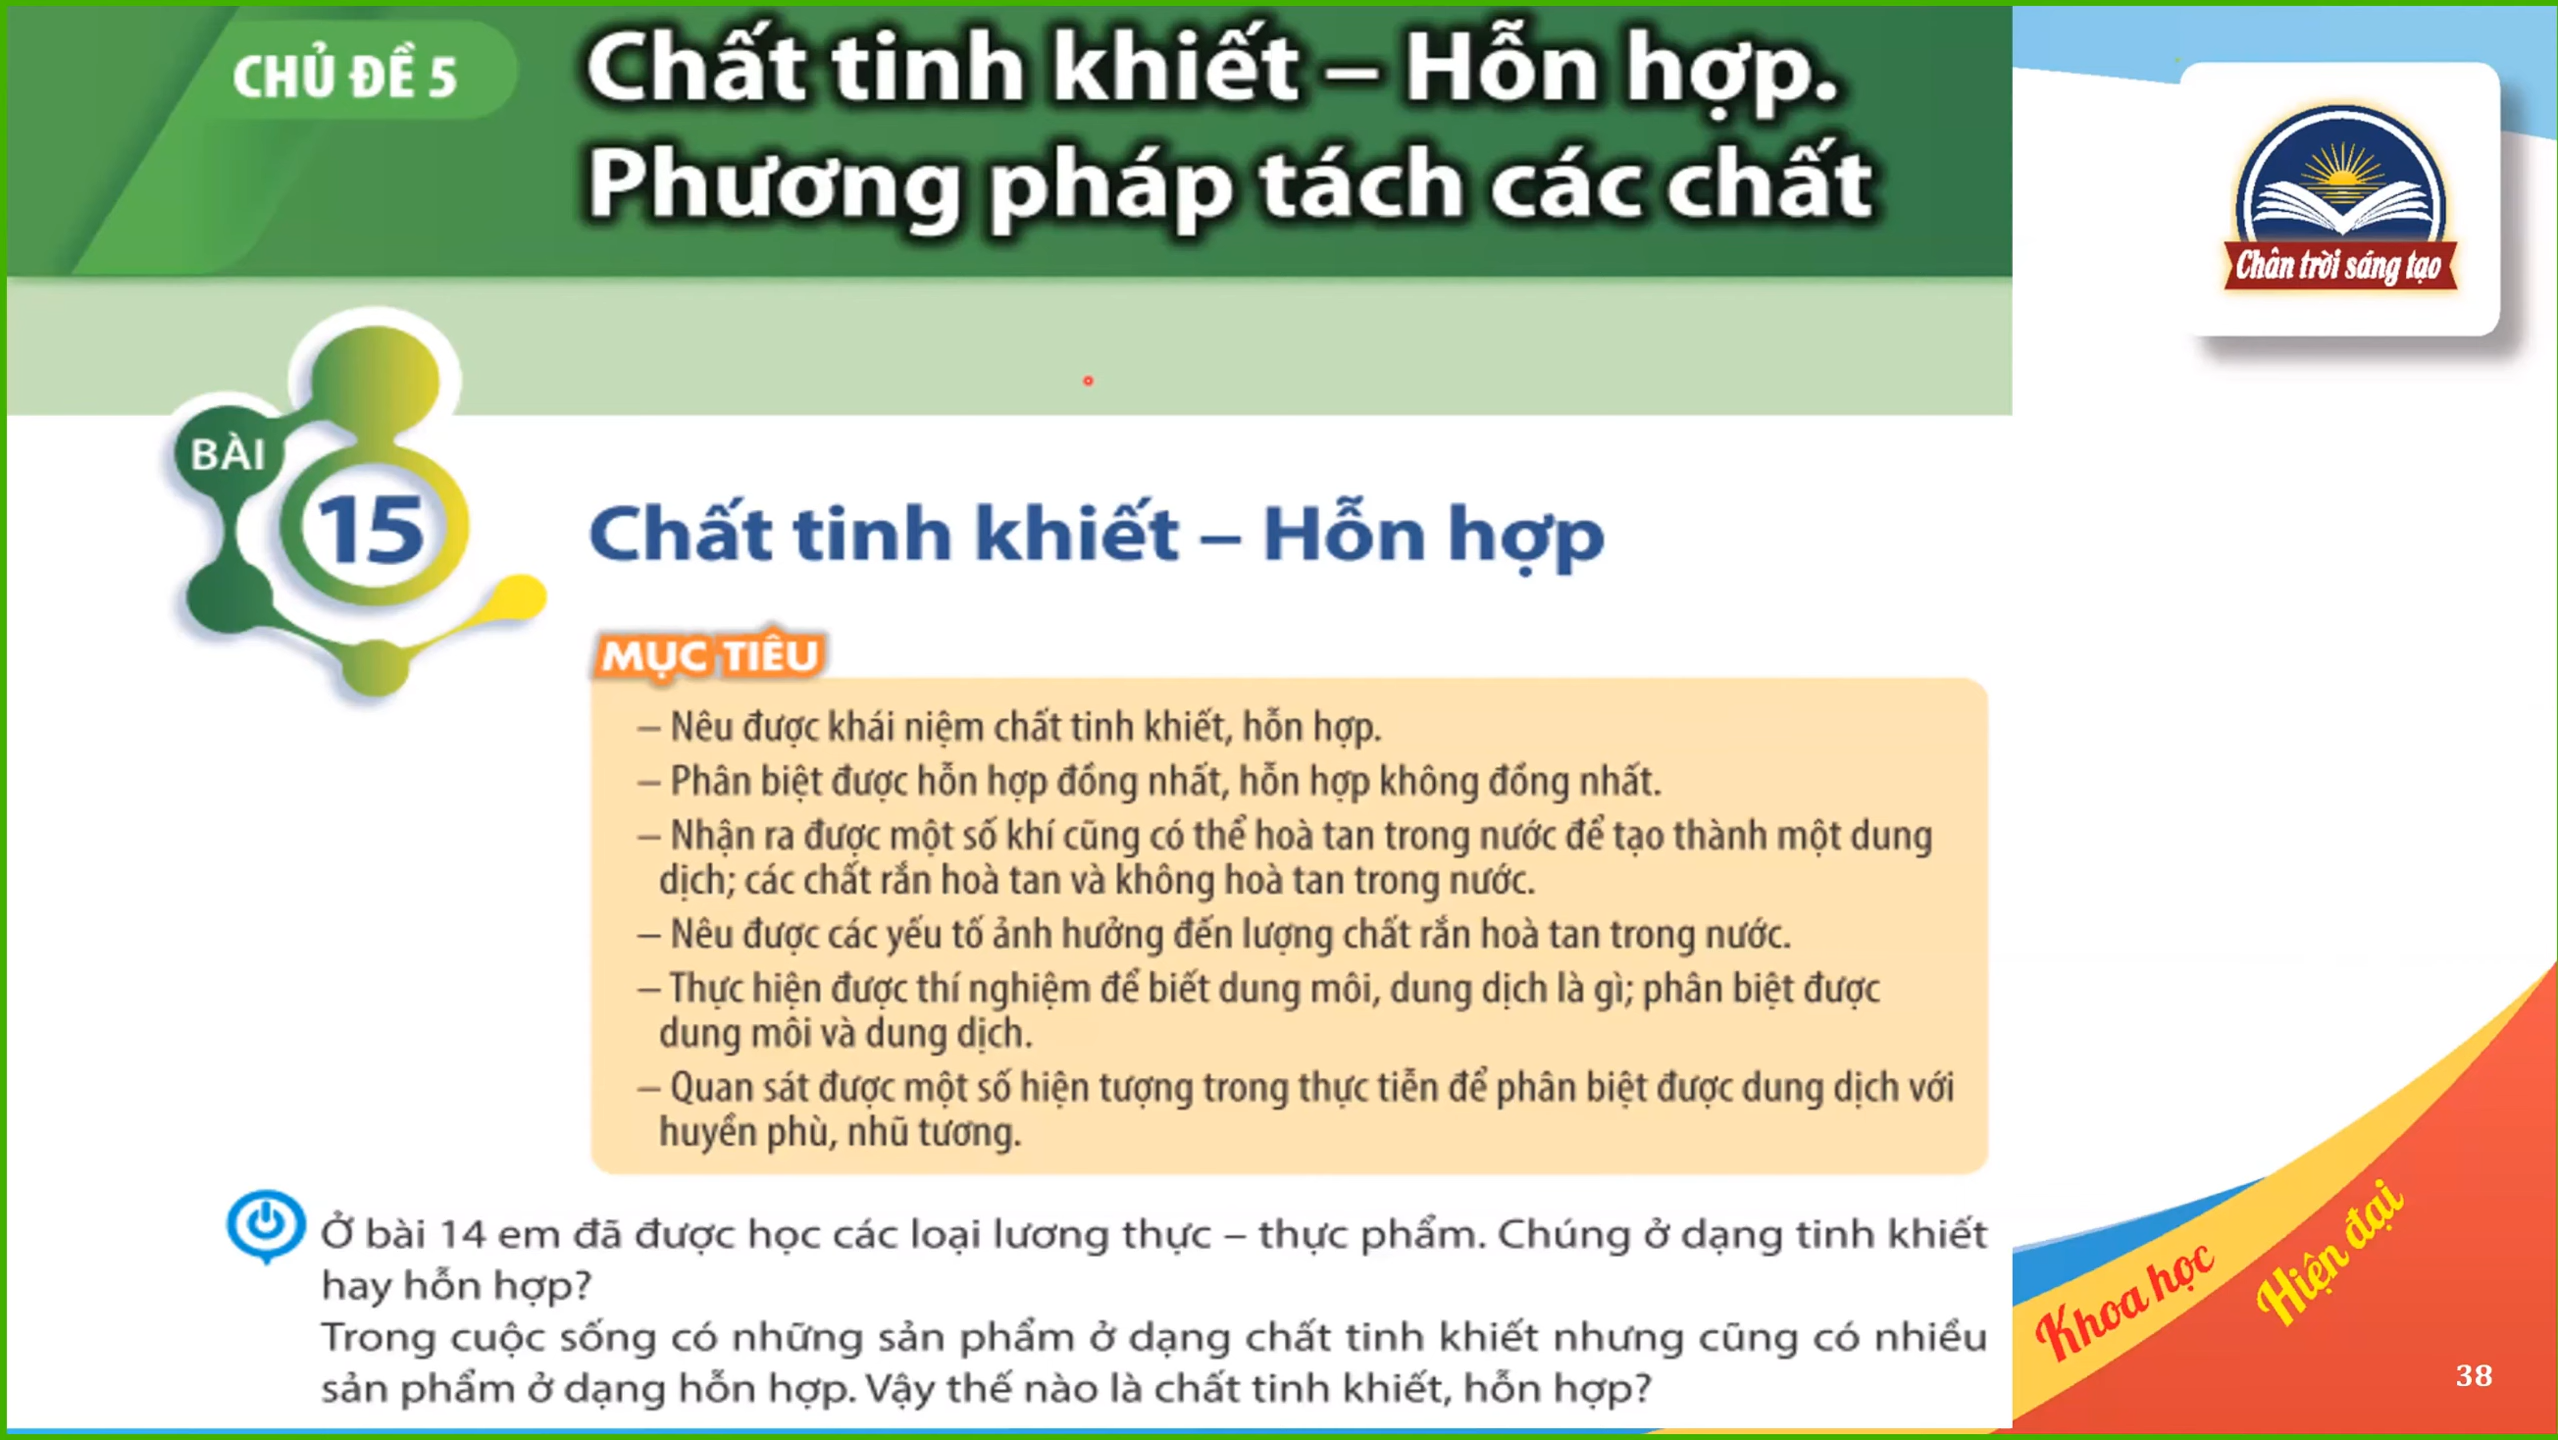 CHỦ ĐỀ 5
Chất tinh khiết – Hỗn hợp.
Phương pháp tách các chất
Chân trời sáng tạo
BÀI
15
Chất tinh khiết – Hỗn hợp
MỤC TIÊU
– Nêu được khái niệm chất tinh khiết, hỗn hợp.
– Phân biệt được hỗn hợp đồng nhất, hỗn hợp không đồng nhất.
– Nhận ra được một số khí cũng có thể hoà tan trong nước để tạo thành một dung
dịch; các chất rắn hoà tan và không hoà tan trong nước.
– Nêu được các yếu tố ảnh hưởng đến lượng chất rắn hoà tan trong nước.
– Thực hiện được thí nghiệm để biết dung môi, dung dịch là gì; phân biệt được
dung môi và dung dịch.
– Quan sát được một số hiện tượng trong thực tiễn để phân biệt được dung dịch với
huyền phù, nhũ tương.
Ở bài 14 em đã được học các loại lương thực – thực phẩm. Chúng ở dạng tinh khiết
hay hỗn hợp?
Trong cuộc sống có những sản phẩm ở dạng chất tinh khiết nhưng cũng có nhiều
sản phẩm ở dạng hỗn hợp. Vậy thế nào là chất tinh khiết, hỗn hợp?
Khoa học
Hiện đại
38